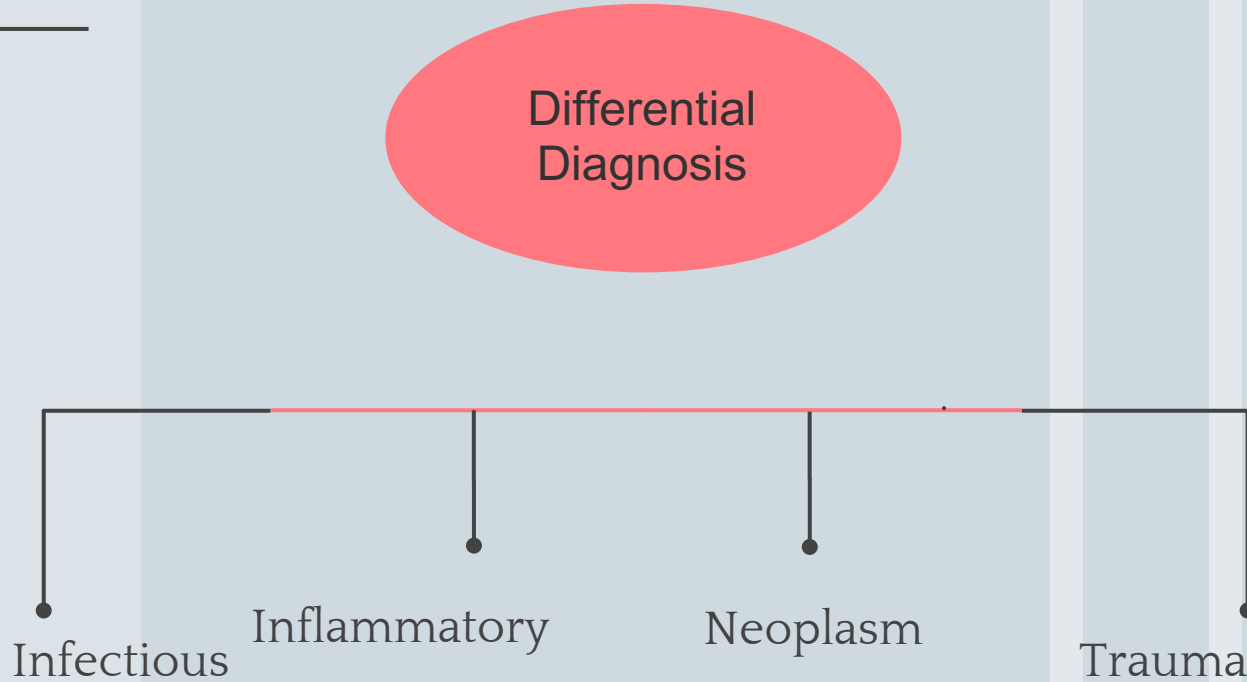 Differential
Diagnosis
Infectious
Inflammatory
Neoplasm
Trauma